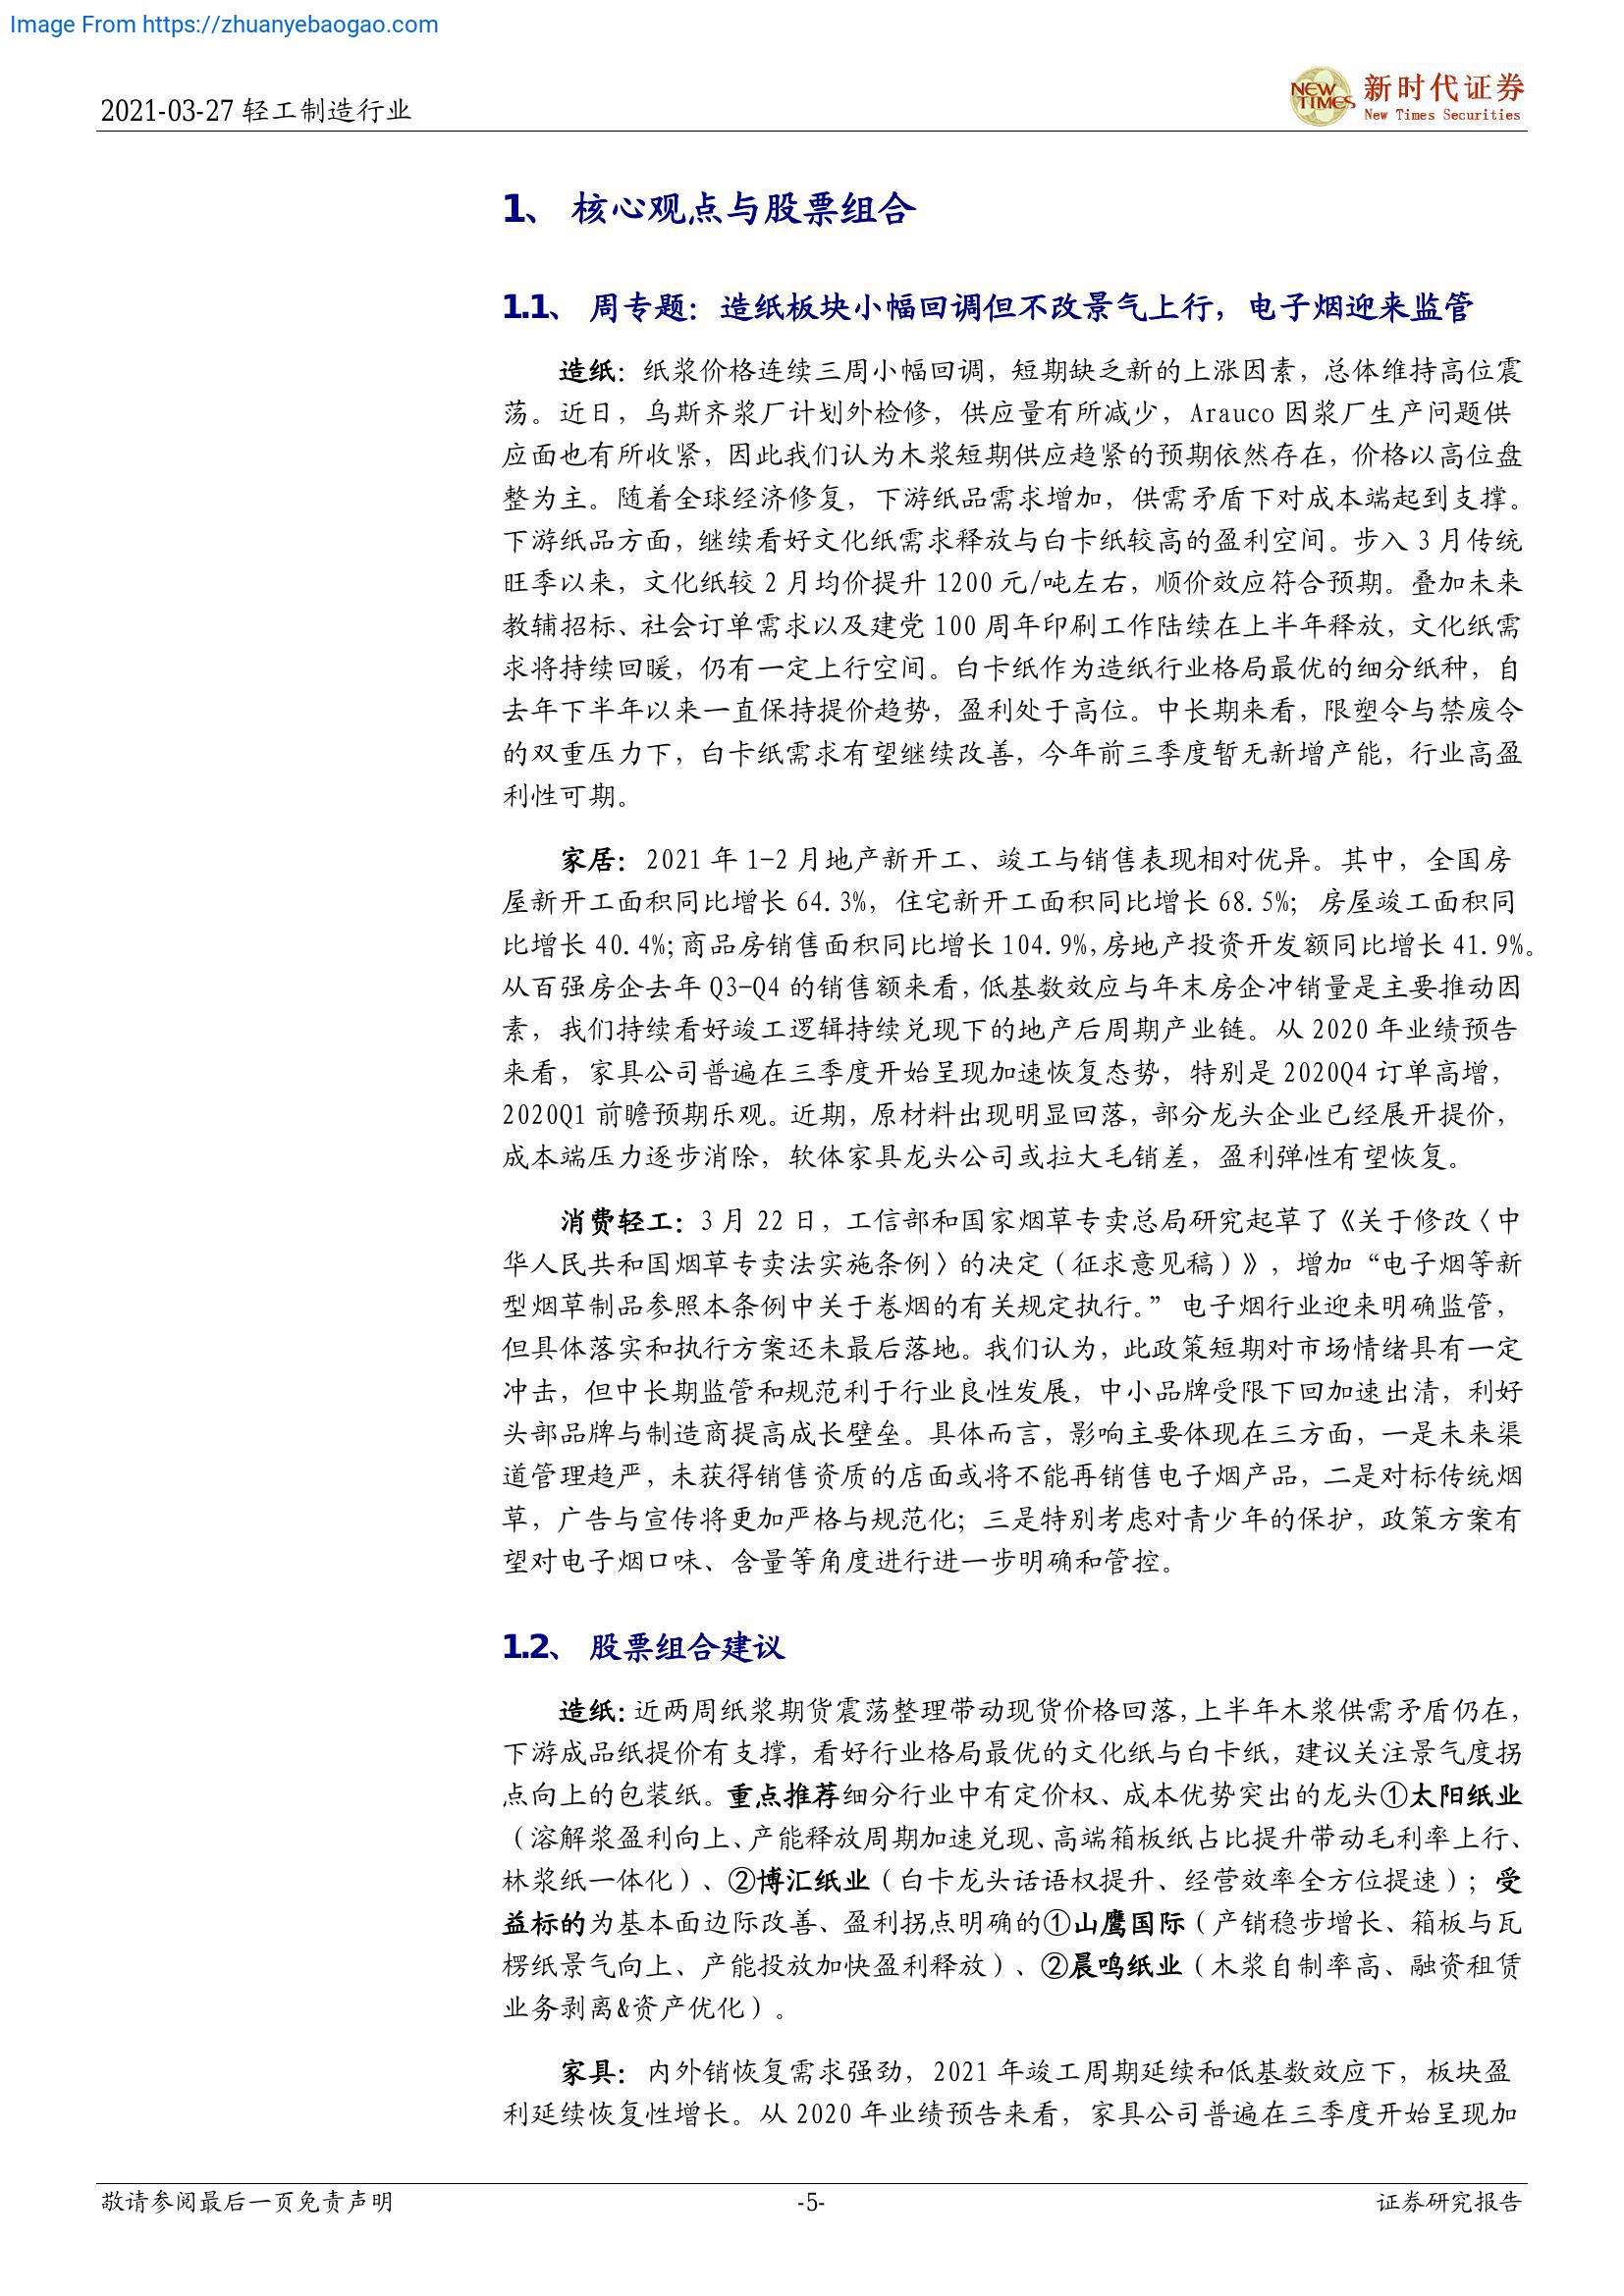 Image From https://zhuanyebaogao.com
2021-03-27 轻工制造行业
NEW TIMES
新时代证券
New Times Securities
1、 核心观点与股票组合
1.1、 周专题：造纸板块小幅回调但不改景气上行，电子烟迎来监管
造纸：纸浆价格连续三周小幅回调，短期缺乏新的上涨因素，总体维持高位震
荡。近日，乌斯齐浆厂计划外检修，供应量有所减少，Arauco 因浆厂生产问题供
应面也有所收紧，因此我们认为木浆短期供应趋紧的预期依然存在，价格以高位盘
整为主。随着全球经济修复，下游纸品需求增加，供需矛盾下对成本端起到支撑。
下游纸品方面，继续看好文化纸需求释放与白卡纸较高的盈利空间。步入 3 月传统
旺季以来，文化纸较 2 月均价提升 1200 元/吨左右，顺价效应符合预期。叠加未来
教辅招标、社会订单需求以及建党 100 周年印刷工作陆续在上半年释放，文化纸需
求将持续回暖，仍有一定上行空间。白卡纸作为造纸行业格局最优的细分纸种，自
去年下半年以来一直保持提价趋势，盈利处于高位。中长期来看，限塑令与禁废令
的双重压力下，白卡纸需求有望继续改善，今年前三季度暂无新增产能，行业高盈
利性可期。
家居：2021 年 1-2 月地产新开工、竣工与销售表现相对优异。其中，全国房
屋新开工面积同比增长 64.3%，住宅新开工面积同比增长 68.5%；房屋竣工面积同
比增长 40.4%;商品房销售面积同比增长 104.9%,房地产投资开发额同比增长 41.9%。
从百强房企去年 Q3-Q4 的销售额来看，低基数效应与年末房企冲销量是主要推动因
素，我们持续看好竣工逻辑持续兑现下的地产后周期产业链。从 2020 年业绩预告
来看，家具公司普遍在三季度开始呈现加速恢复态势，特别是 2020Q4 订单高增，
2020Q1 前瞻预期乐观。近期，原材料出现明显回落，部分龙头企业已经展开提价，
成本端压力逐步消除，软体家具龙头公司或拉大毛销差，盈利弹性有望恢复。
消费轻工：3 月 22 日，工信部和国家烟草专卖总局研究起草了《关于修改〈中
华人民共和国烟草专卖法实施条例〉的决定（征求意见稿）》，增加“电子烟等新
型烟草制品参照本条例中关于卷烟的有关规定执行。” 电子烟行业迎来明确监管，
但具体落实和执行方案还未最后落地。我们认为，此政策短期对市场情绪具有一定
冲击，但中长期监管和规范利于行业良性发展，中小品牌受限下回加速出清，利好
头部品牌与制造商提高成长壁垒。具体而言，影响主要体现在三方面，一是未来渠
道管理趋严，未获得销售资质的店面或将不能再销售电子烟产品，二是对标传统烟
草，广告与宣传将更加严格与规范化；三是特别考虑对青少年的保护，政策方案有
望对电子烟口味、含量等角度进行进一步明确和管控。
1.2、 股票组合建议
造纸：近两周纸浆期货震荡整理带动现货价格回落，上半年木浆供需矛盾仍在，
下游成品纸提价有支撑，看好行业格局最优的文化纸与白卡纸，建议关注景气度拐
点向上的包装纸。重点推荐细分行业中有定价权、成本优势突出的龙头①太阳纸业
（溶解浆盈利向上、产能释放周期加速兑现、高端箱板纸占比提升带动毛利率上行、
林浆纸一体化）、②博汇纸业（白卡龙头话语权提升、经营效率全方位提速）；受
益标的为基本面边际改善、盈利拐点明确的①山鹰国际（产销稳步增长、箱板与瓦
楞纸景气向上、产能投放加快盈利释放）、②晨鸣纸业（木浆自制率高、融资租赁
业务剥离&资产优化）。
家具：内外销恢复需求强劲，2021 年竣工周期延续和低基数效应下，板块盈
利延续恢复性增长。从 2020 年业绩预告来看，家具公司普遍在三季度开始呈现加
敬请参阅最后一页免责声明
-5-
证券研究报告